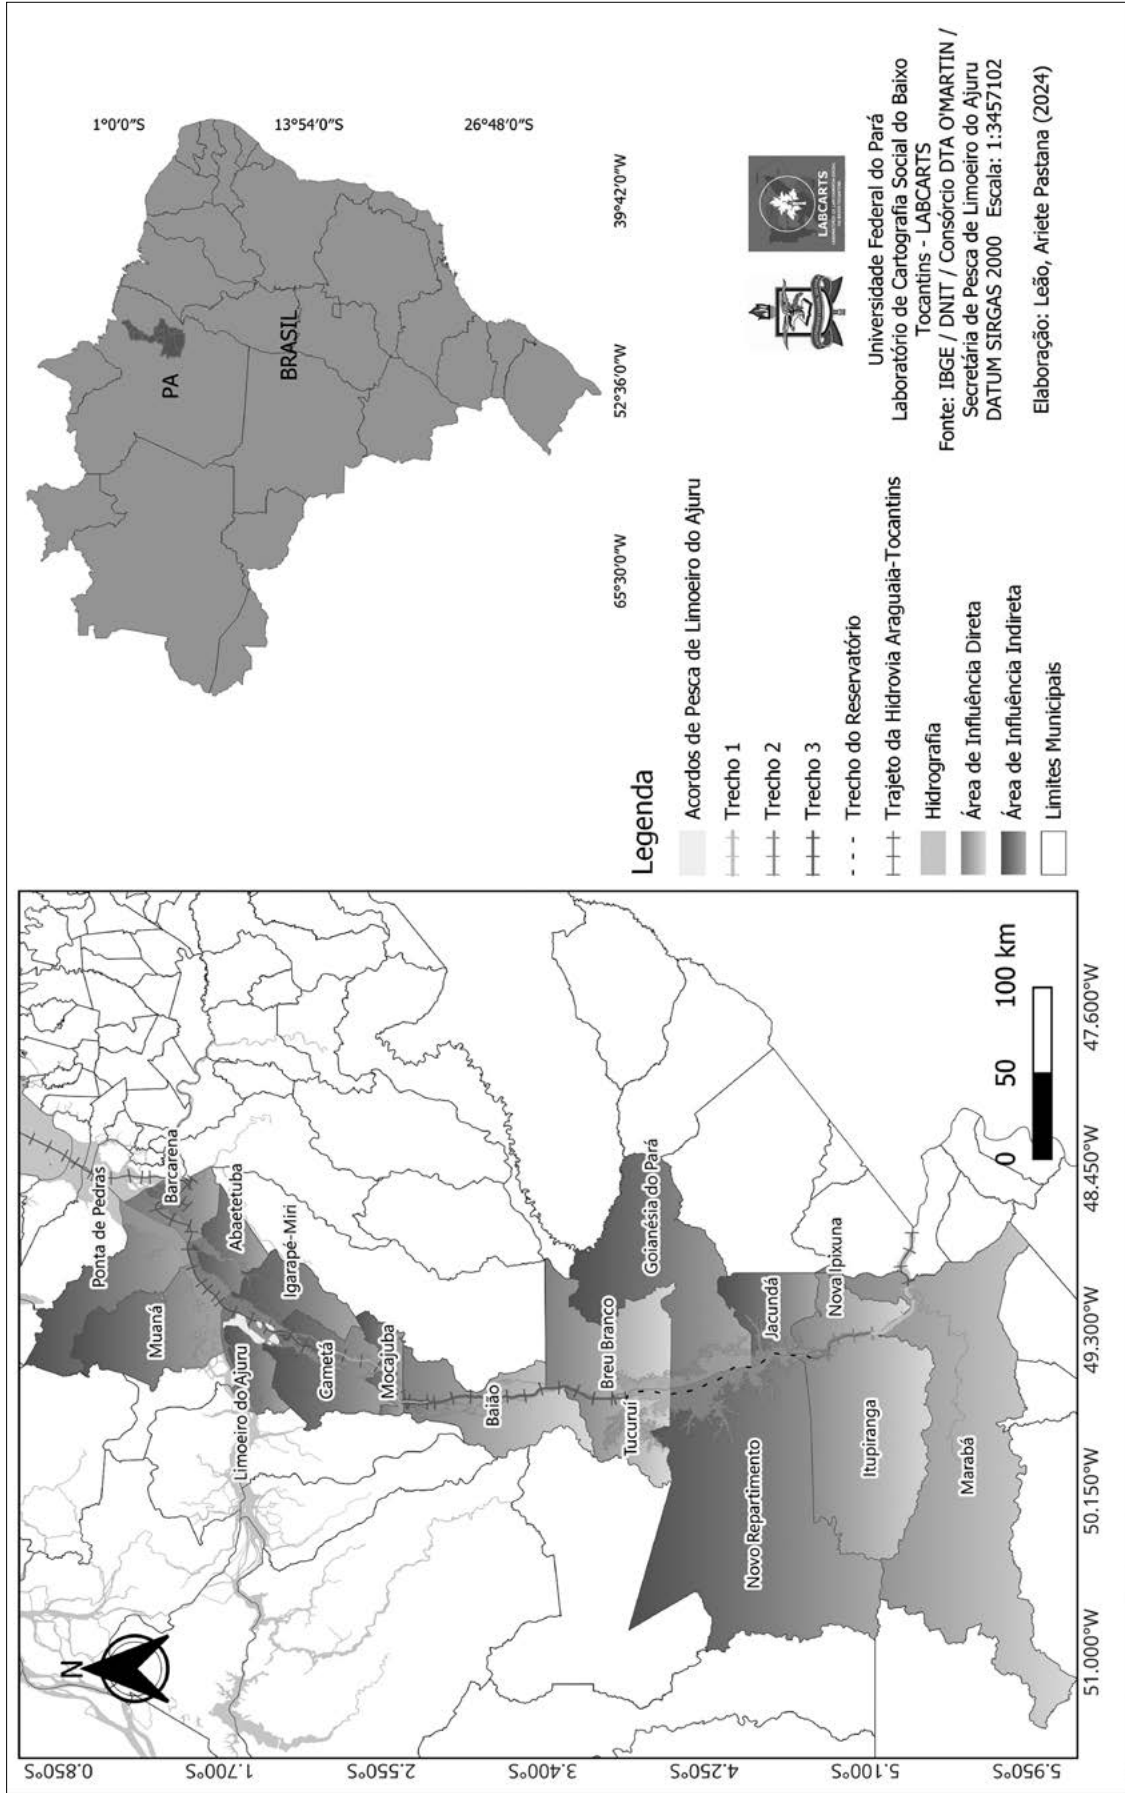 N
Ponta de Pedras
Barcarena
Muaná
Abaetetuba
Limoeiro do Ajuru
Igarapé-Miri
Cametá
Mocajuba
Baião
Breu Branco
Goianésia do Pará
Tucuruí
Novo Repartimento
Jacundá
Nova Ipixuna
Itupiranga
Marabá
0 50 100 km
0.850°S
1.700°S
2.550°S
3.400°S
4.250°S
5.100°S
5.950°S
51.000°W
50.150°W
49.300°W
48.450°W
47.600°W
PA
BRASIL
1°0'0"S
13°54'0"S
26°48'0"S
65°30'0"W
52°36'0"W
39°42'0"W
Legenda
Acordos de Pesca de Limoeiro do Ajuru
Trecho 1
Trecho 2
Trecho 3
Trecho do Reservatório
Trajeto da Hidrovia Araguaia-Tocantins
Hidrografia
Área de Influência Direta
Área de Influência Indireta
Limites Municipais
LABCARTS
Universidade Federal do Pará
Laboratório de Cartografia Social do Baixo
Tocantins - LABCARTS
Fonte: IBGE / DNIT / Consórcio DTA O'MARTIN /
Secretária de Pesca de Limoeiro do Ajuru
DATUM SIRGAS 2000 Escala: 1:3457102
Elaboração: Leão, Ariete Pastana (2024)